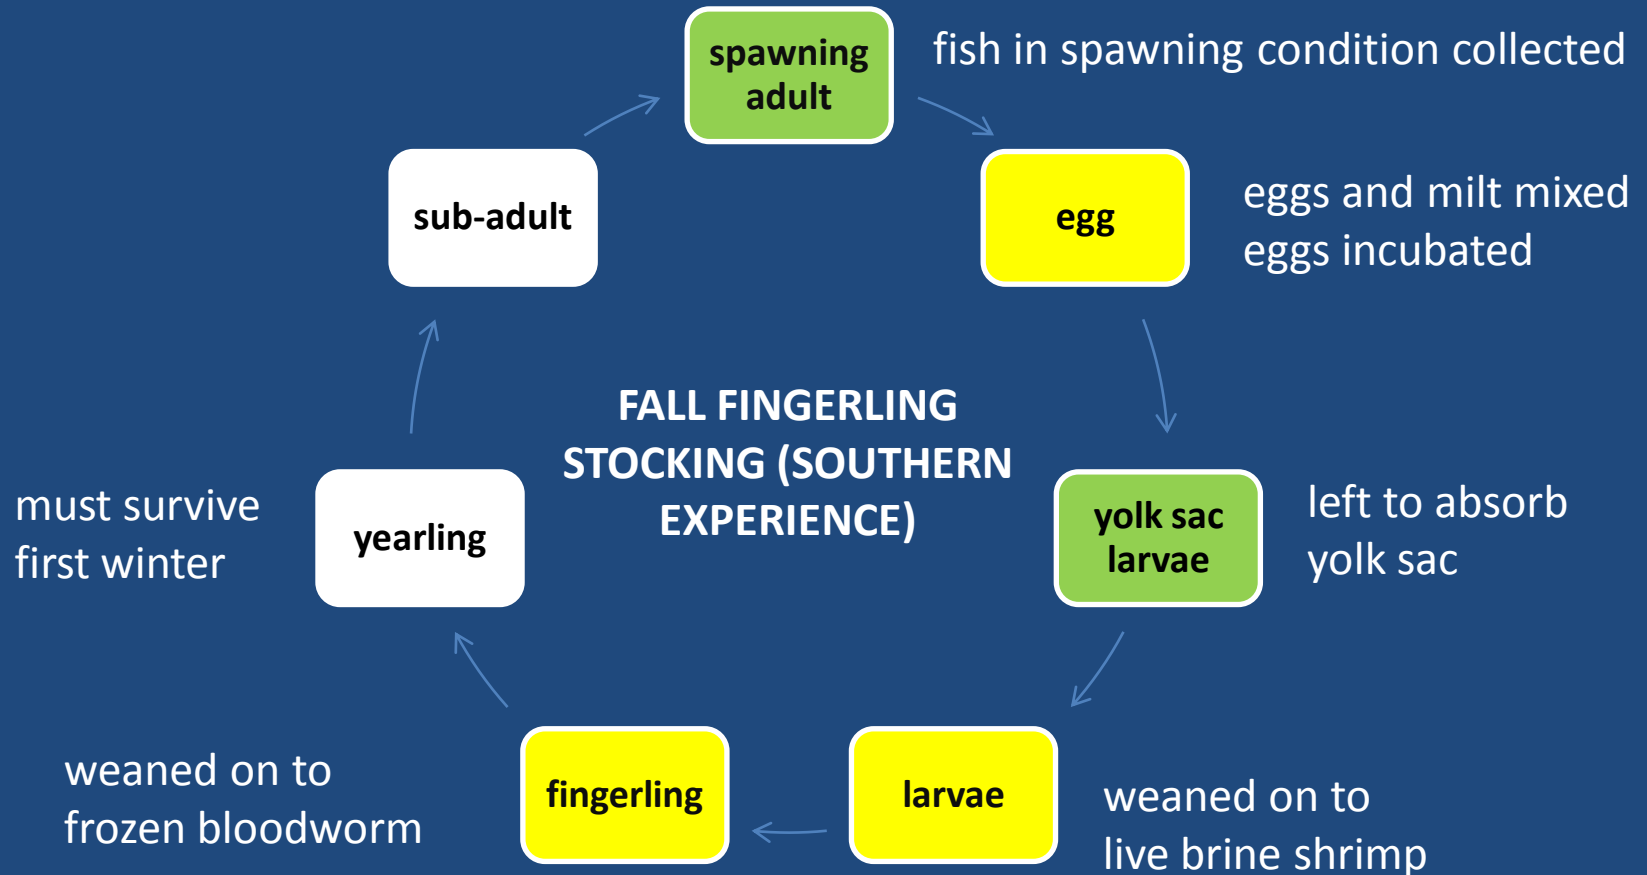 spawning
adult
fish in spawning condition collected
egg
eggs and milt mixed
eggs incubated
yolk sac
larvae
left to absorb
yolk sac
larvae
weaned on to
live brine shrimp
fingerling
weaned on to
frozen bloodworm
yearling
must survive
first winter
sub-adult
FALL FINGERLING
STOCKING (SOUTHERN
EXPERIENCE)